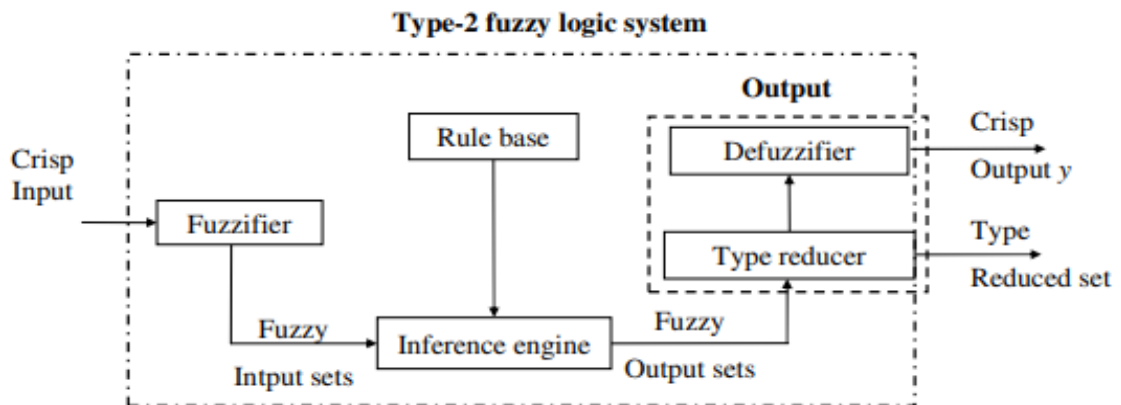 Type-2 fuzzy logic system
Output
Crisp
Input
Rule base
Defuzzifier
Crisp
Output y
Fuzzifier
Type reducer
Type
Reduced set
Fuzzy
Intput sets
Inference engine
Fuzzy
Output sets